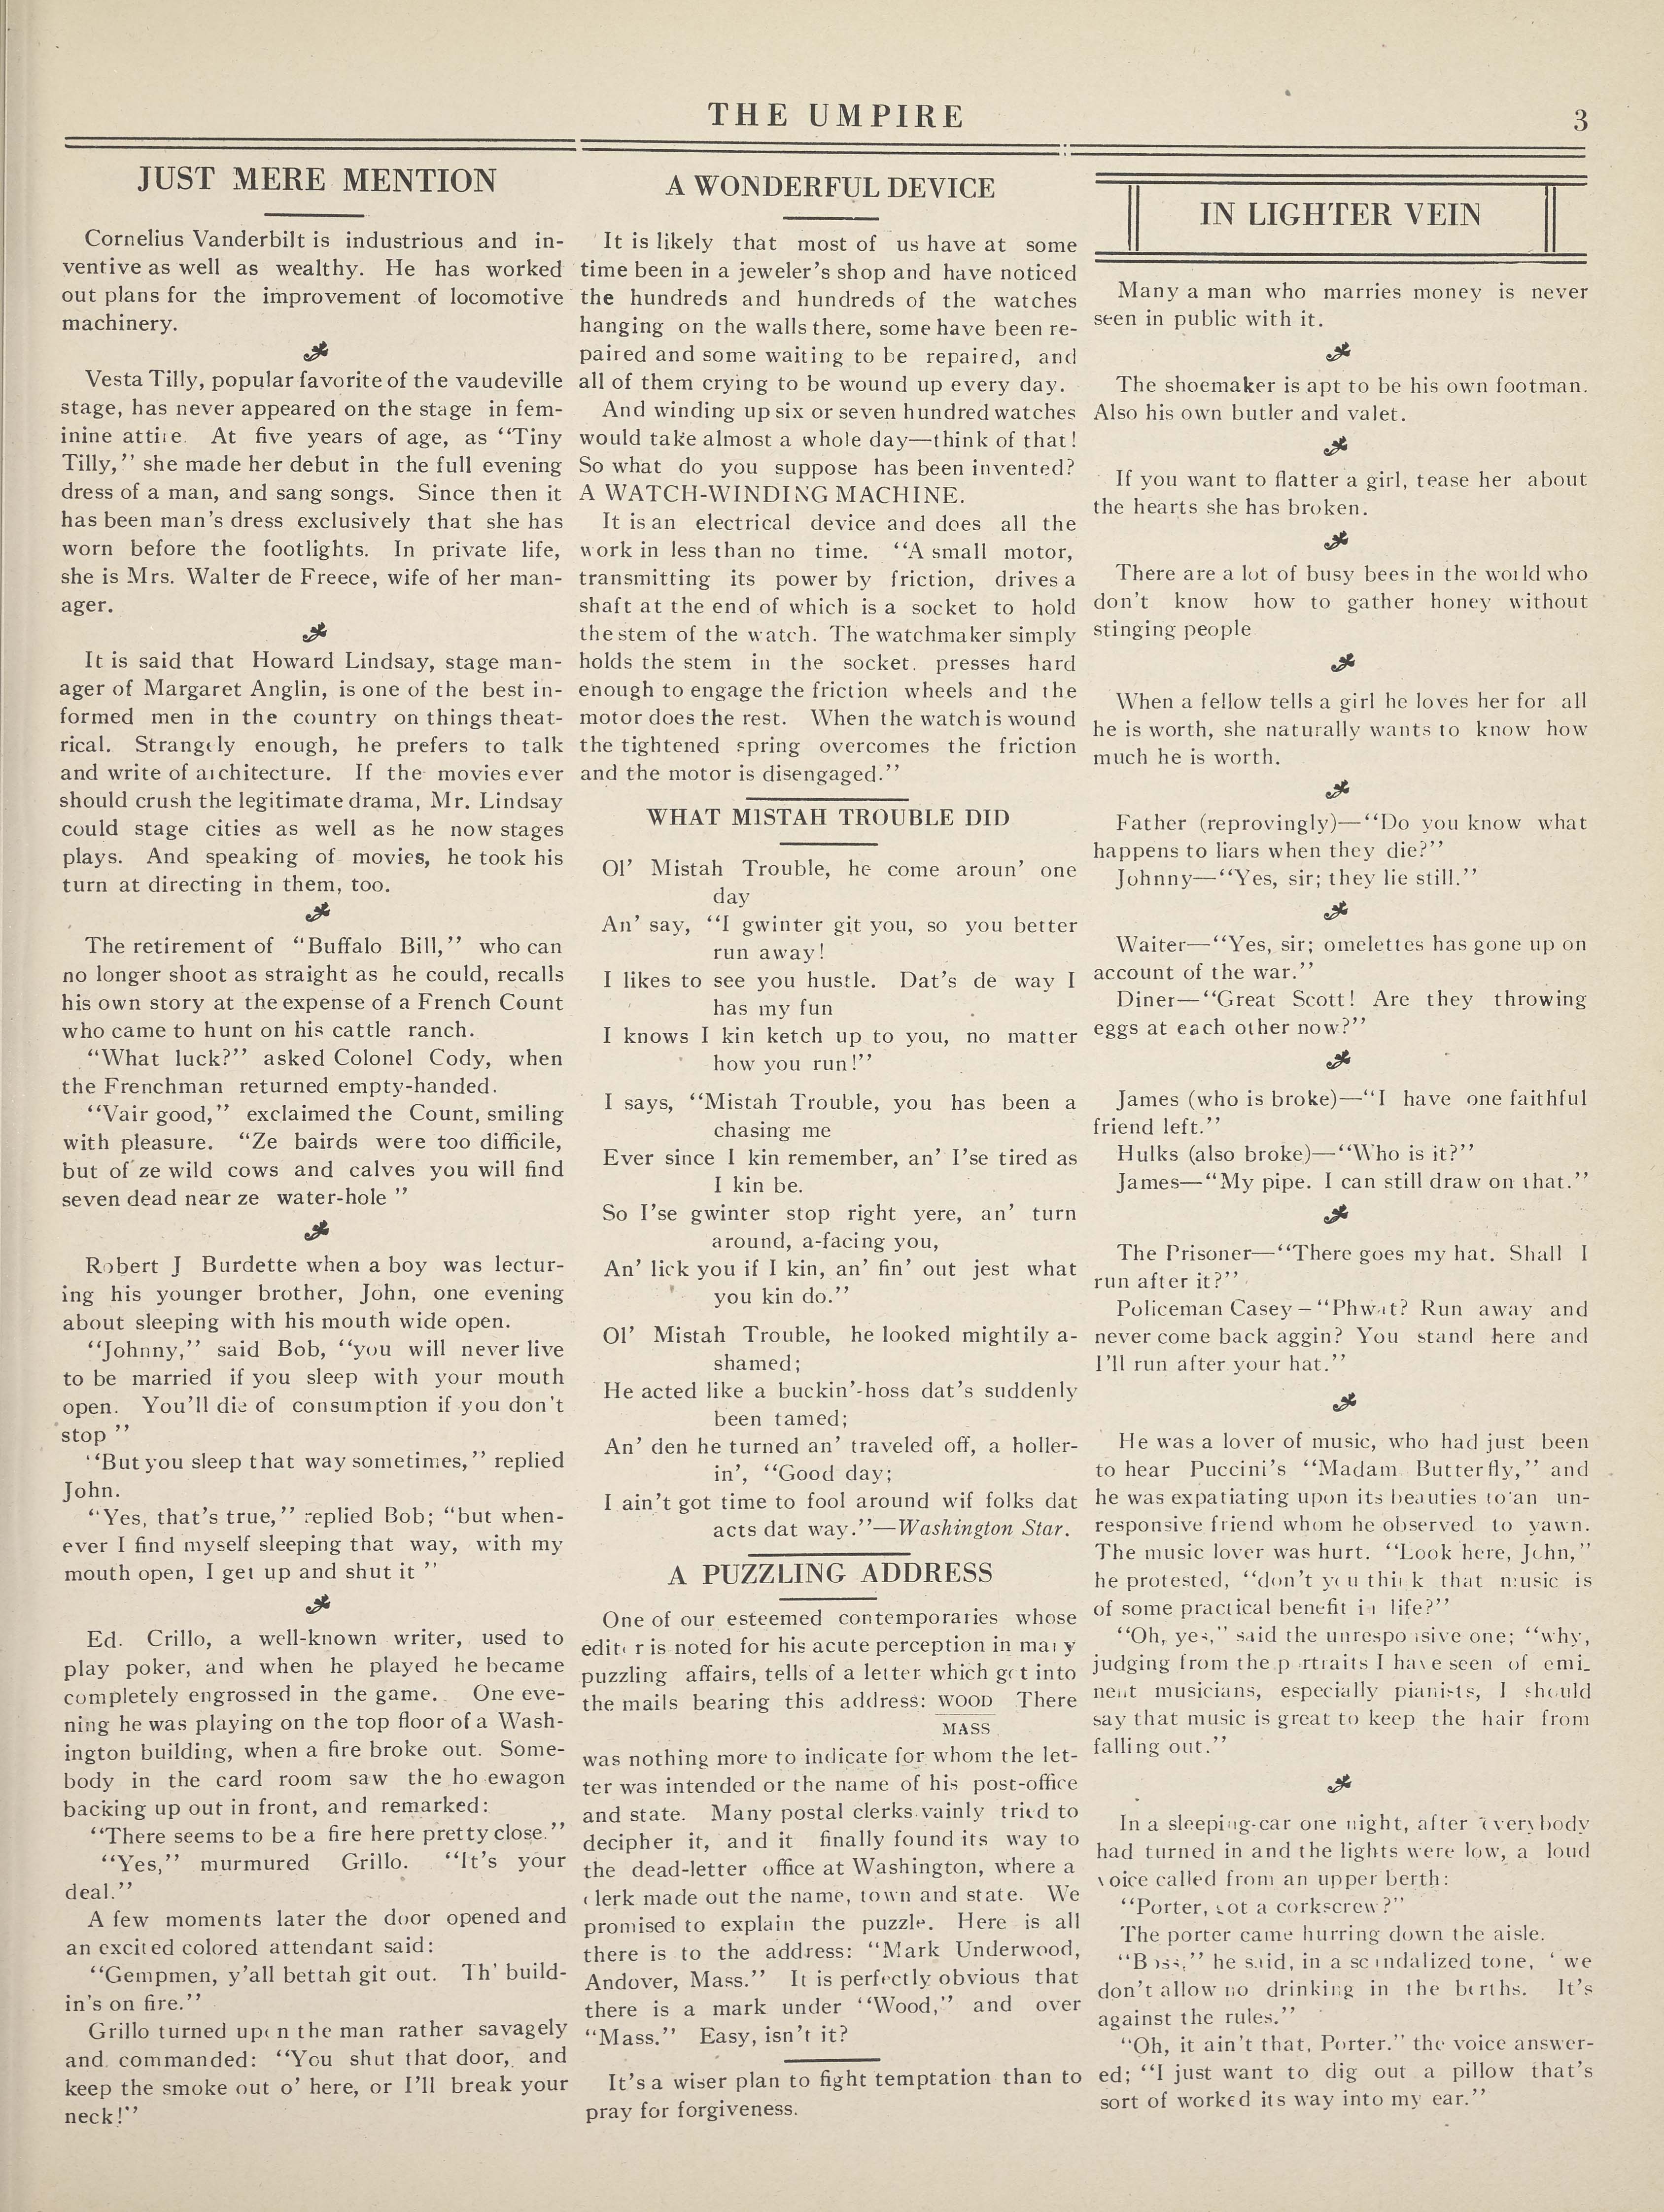 THE UMPIRE
3
JUST MERE MENTION
Cornelius Vanderbilt is industrious and in-
ventive as well as wealthy. He has worked
out plans for the improvement of locomotive
machinery.
Vesta Tilly, popular favorite of the vaudeville
stage, has never appeared on the stage in fem-
inine attire. At five years of age, as “Tiny
Tilly,” she made her debut in the full evening
dress of a man, and sang songs. Since then it
has been man’s dress exclusively that she has
worn before the footlights. In private life,
she is Mrs. Walter de Freece, wife of her man-
ager.
It is said that Howard Lindsay, stage man-
ager of Margaret Anglin, is one of the best in-
formed men in the country on things theat-
rical. Strangely enough, he prefers to talk
and write of architecture. If the movies ever
should crush the legitimate drama, Mr. Lindsay
could stage cities as well as he now stages
plays. And speaking of movies, he took his
turn at directing in them, too.
The retirement of “Buffalo Bill,” who can
no longer shoot as straight as he could, recalls
his own story at the expense of a French Count
who came to hunt on his cattle ranch.
“What luck?” asked Colonel Cody, when
the Frenchman returned empty-handed.
“Vair good,” exclaimed the Count, smiling
with pleasure. “Ze bairds were too difficile,
but of ze wild cows and calves you will find
seven dead near ze water-hole ”
Robert J Burdette when a boy was lectur-
ing his younger brother, John, one evening
about sleeping with his mouth wide open.
“Johnny,” said Bob, “you will never live
to be married if you sleep with your mouth
open. You’ll die of consumption if you don’t
stop ”
“But you sleep that way sometimes,” replied
John.
“Yes, that’s true,” replied Bob; “but when-
ever I find myself sleeping that way, with my
mouth open, I get up and shut it ”
Ed. Crillo, a well-known writer, used to
play poker, and when he played he became
completely engrossed in the game. One eve-
ning he was playing on the top floor of a Wash-
ington building, when a fire broke out. Some-
body in the card room saw the hosewagon
backing up out in front, and remarked:
“There seems to be a fire here pretty close.”
“Yes,” murmured Grillo. “It’s your
deal.”
A few moments later the door opened and
an excited colored attendant said:
“Gempmen, y’all bettah git out. Th’ build-
in’s on fire.”
Grillo turned upon the man rather savagely
and commanded: “You shut that door, and
keep the smoke out o’ here, or I’ll break your
neck!”
A WONDERFUL DEVICE
It is likely that most of us have at some
time been in a jeweler’s shop and have noticed
the hundreds and hundreds of the watches
hanging on the walls there, some have been re-
paired and some waiting to be repaired, and
all of them crying to be wound up every day.
And winding up six or seven hundred watches
would take almost a whole day—think of that!
So what do you suppose has been invented?
A WATCH-WINDING MACHINE.
It is an electrical device and does all the
work in less than no time. “A small motor,
transmitting its power by friction, drives a
shaft at the end of which is a socket to hold
the stem of the watch. The watchmaker simply
holds the stem in the socket, presses hard
enough to engage the friction wheels and the
motor does the rest. When the watch is wound
the tightened spring overcomes the friction
and the motor is disengaged.”
WHAT MISTAH TROUBLE DID
Ol’ Mistah Trouble, he come aroun’ one
day
An’ say, “I gwinter git you, so you better
run away!
I likes to see you hustle. Dat’s de way I
has my fun
I knows I kin ketch up to you, no matter
how you run!”
I says, “Mistah Trouble, you has been a
chasing me
Ever since I kin remember, an’ I’se tired as
I kin be.
So I’se gwinter stop right yere, an’ turn
around, a-facing you,
An’ lick you if I kin, an’ fin’ out jest what
you kin do.”
Ol’ Mistah Trouble, he looked mightily a-
shamed;
He acted like a buckin’-hoss dat’s suddenly
been tamed;
An’ den he turned an’ traveled off, a holler-
in’, “Good day;
I ain’t got time to fool around wif folks dat
acts dat way.”—Washington Star.
A PUZZLING ADDRESS
One of our esteemed contemporaries whose
editor is noted for his acute perception in many
puzzling affairs, tells of a letter which got into
the mails bearing this address: WOOD There
MASS
was nothing more to indicate for whom the let-
ter was intended or the name of his post-office
and state. Many postal clerks vainly tried to
decipher it, and it finally found its way to
the dead-letter office at Washington, where a
clerk made out the name, town and state. We
promised to explain the puzzle. Here is all
there is to the address: “Mark Underwood,
Andover, Mass.” It is perfectly obvious that
there is a mark under “Wood,” and over
“Mass.” Easy, isn’t it?
It’s a wiser plan to fight temptation than to
pray for forgiveness.
IN LIGHTER VEIN
Many a man who marries money is never
seen in public with it.
The shoemaker is apt to be his own footman.
Also his own butler and valet.
If you want to flatter a girl, tease her about
the hearts she has broken.
There are a lot of busy bees in the world who
don’t know how to gather honey without
stinging people
When a fellow tells a girl he loves her for all
he is worth, she naturally wants to know how
much he is worth.
Father (reprovingly)—“Do you know what
happens to liars when they die?”
Johnny—“Yes, sir; they lie still.”
Waiter—“Yes, sir; omelettes has gone up on
account of the war.”
Diner—“Great Scott! Are they throwing
eggs at each other now?”
James (who is broke)—“I have one faithful
friend left.”
Hulks (also broke)—“Who is it?”
James—“My pipe. I can still draw on that.”
The Prisoner—“There goes my hat. Shall I
run after it?”
Policeman Casey—“Phwat? Run away and
never come back aggin? You stand here and
I’ll run after your hat.”
He was a lover of music, who had just been
to hear Puccini’s “Madam Butterfly,” and
he was expatiating upon its beauties to an un-
responsive friend whom he observed to yawn.
The music lover was hurt. “Look here, John,”
he protested, “don’t you think that music is
of some practical benefit in life?”
“Oh, yes,” said the unresponsive one; “why,
judging from the portraits I have seen of emi-
nent musicians, especially pianists, I should
say that music is great to keep the hair from
falling out.”
In a sleeping-car one night, after everybody
had turned in and the lights were low, a loud
voice called from an upper berth:
“Porter, got a corkscrew?”
The porter came hurring down the aisle.
“Boss,” he said, in a scandalized tone, “we
don’t allow no drinking in the berths. It’s
against the rules.”
“Oh, it ain’t that, Porter.” the voice answer-
ed; “I just want to dig out a pillow that’s
sort of worked its way into my ear.”